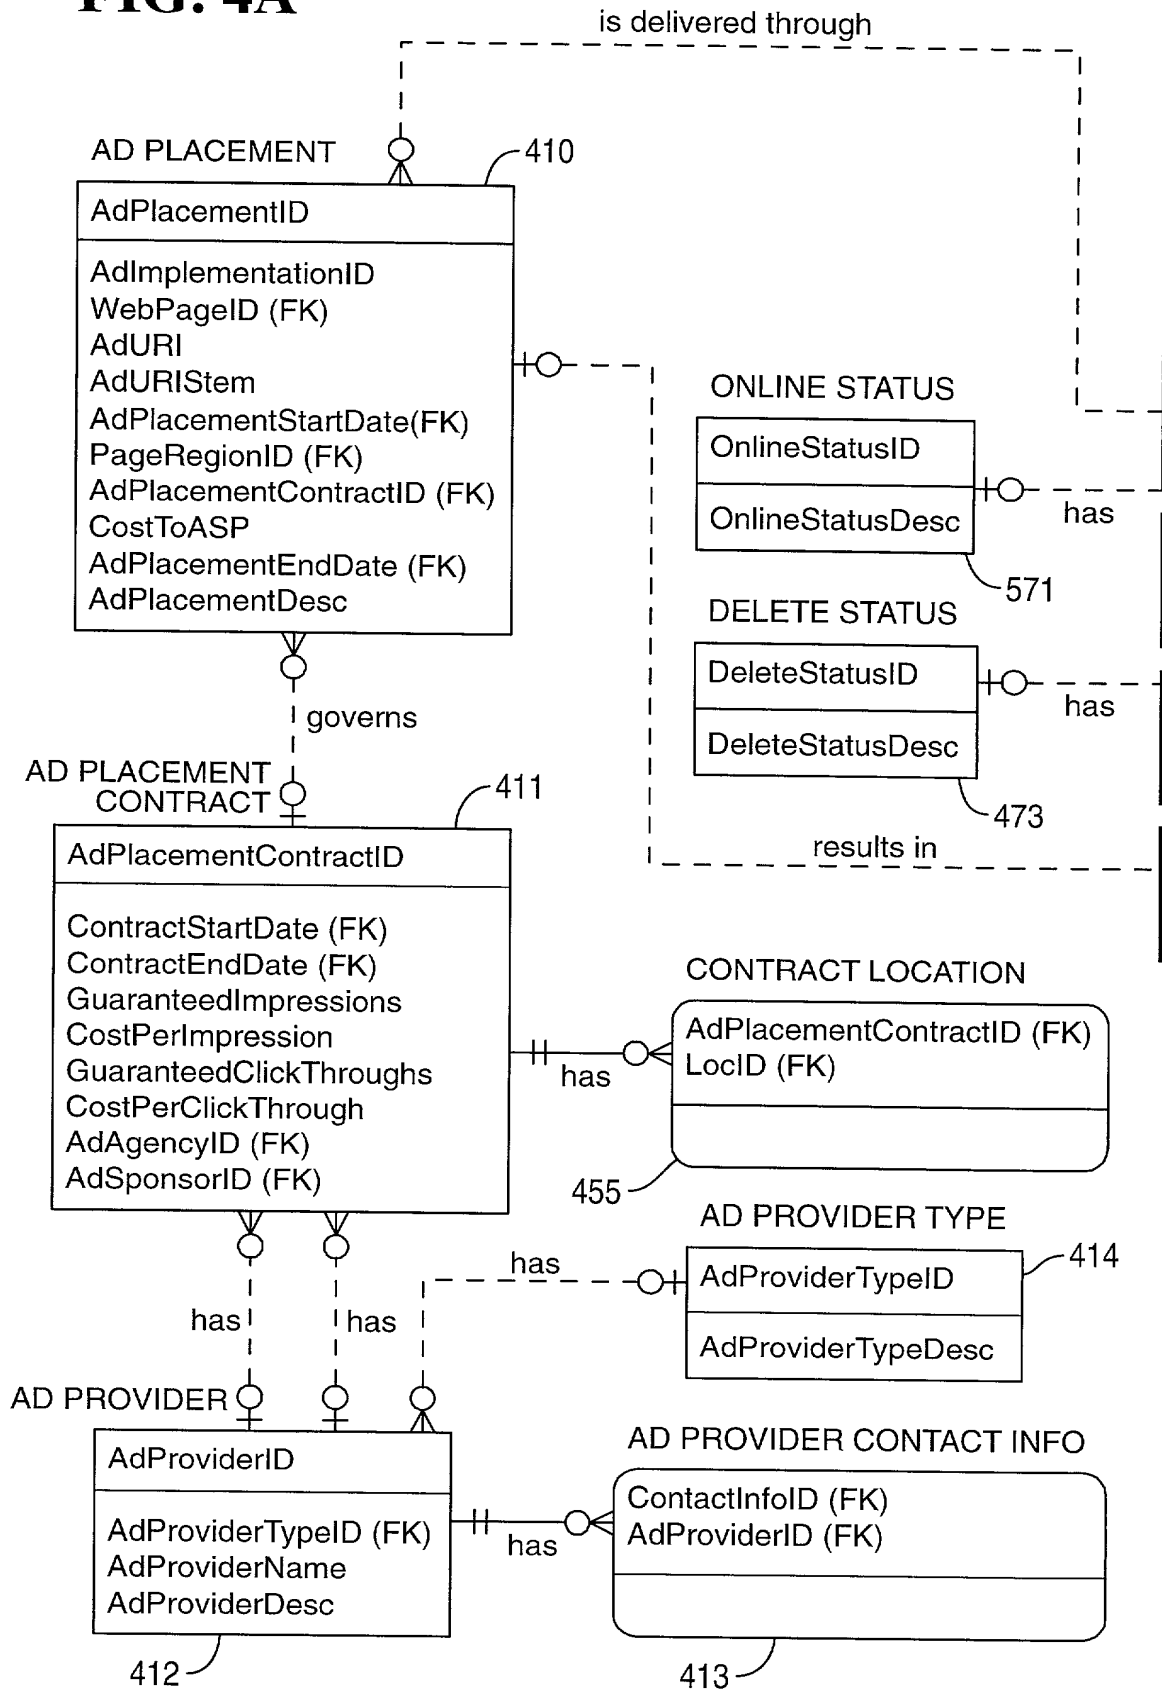 FIG. 4A
is delivered through
AD PLACEMENT
410
AdPlacementID
AdImplementationID
WebPageID (FK)
AdURI
AdURIStem
AdPlacementStartDate(FK)
PageRegionID (FK)
AdPlacementContractID (FK)
CostToASP
AdPlacementEndDate (FK)
AdPlacementDesc
ONLINE STATUS
OnlineStatusID
OnlineStatusDesc
has
571
DELETE STATUS
DeleteStatusID
DeleteStatusDesc
has
473
governs
results in
AD PLACEMENT
CONTRACT
411
AdPlacementContractID
ContractStartDate (FK)
ContractEndDate (FK)
GuaranteedImpressions
CostPerImpression
GuaranteedClickThroughs
CostPerClickThrough
AdAgencyID (FK)
AdSponsorID (FK)
has
CONTRACT LOCATION
AdPlacementContractID (FK)
LocID (FK)
455
AD PROVIDER TYPE
414
AdProviderTypeID
AdProviderTypeDesc
has
has
has
AD PROVIDER
AdProviderID
AdProviderTypeID (FK)
AdProviderName
AdProviderDesc
412
has
AD PROVIDER CONTACT INFO
ContactInfoID (FK)
AdProviderID (FK)
413